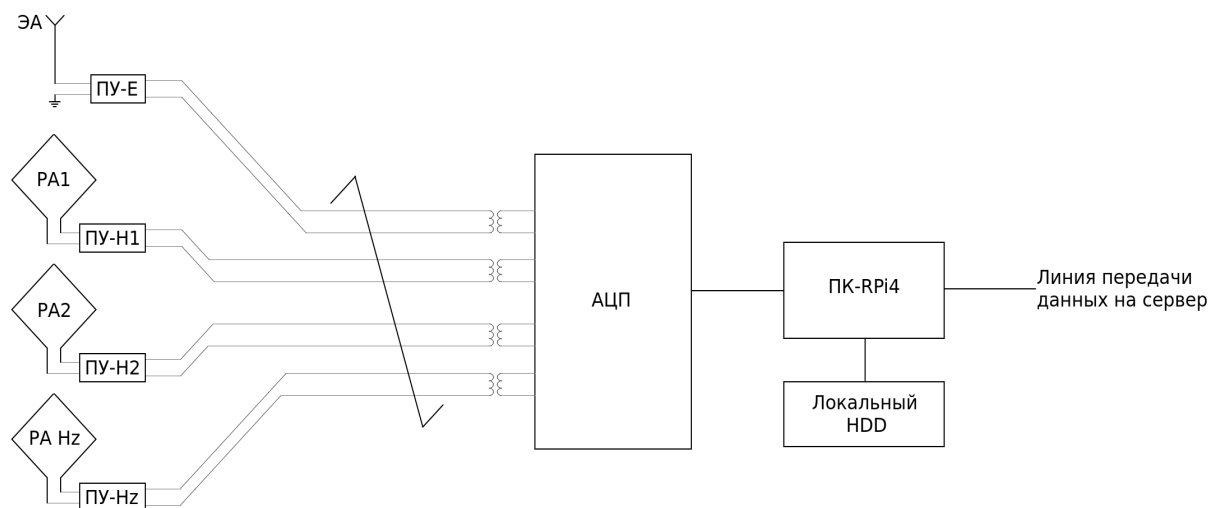 ЭА
ПУ-Е
РА1
ПУ-Н1
РА2
ПУ-Н2
РА Hz
ПУ-Hz
АЦП
ПК-RPi4
Локальный
HDD
Линия передачи
данных на сервер